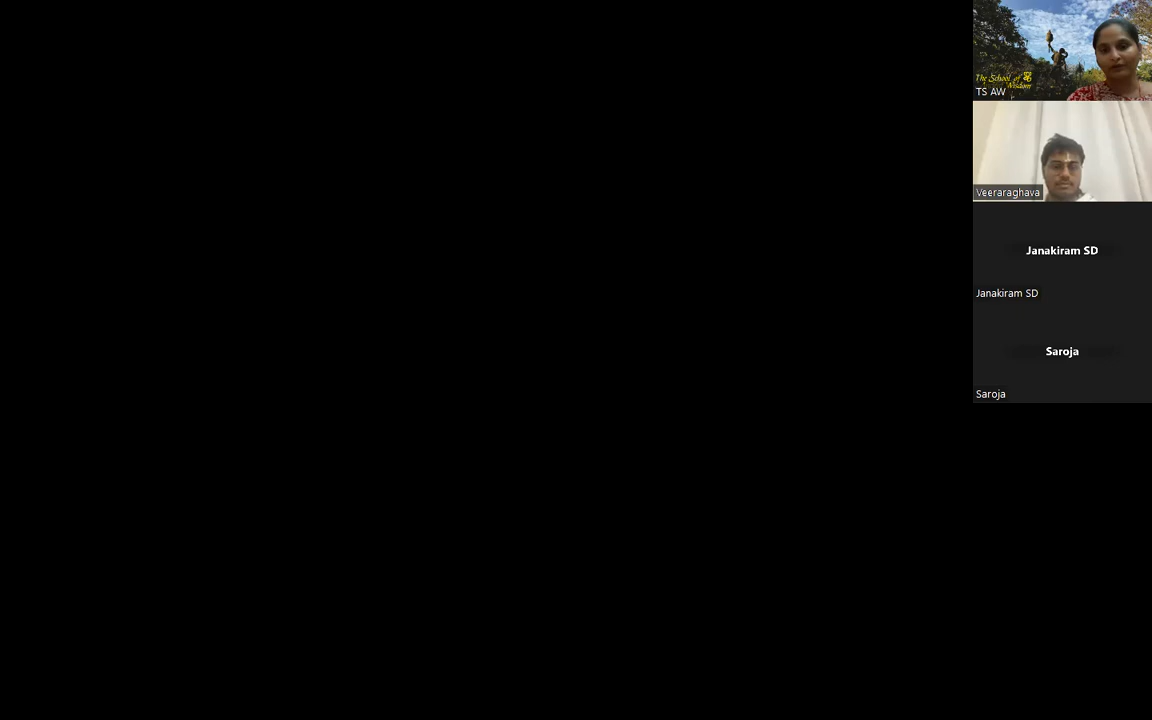 The School of
Wisdom
TS AW
Veeraraghava
Janakiram SD
Janakiram SD
Saroja
Saroja